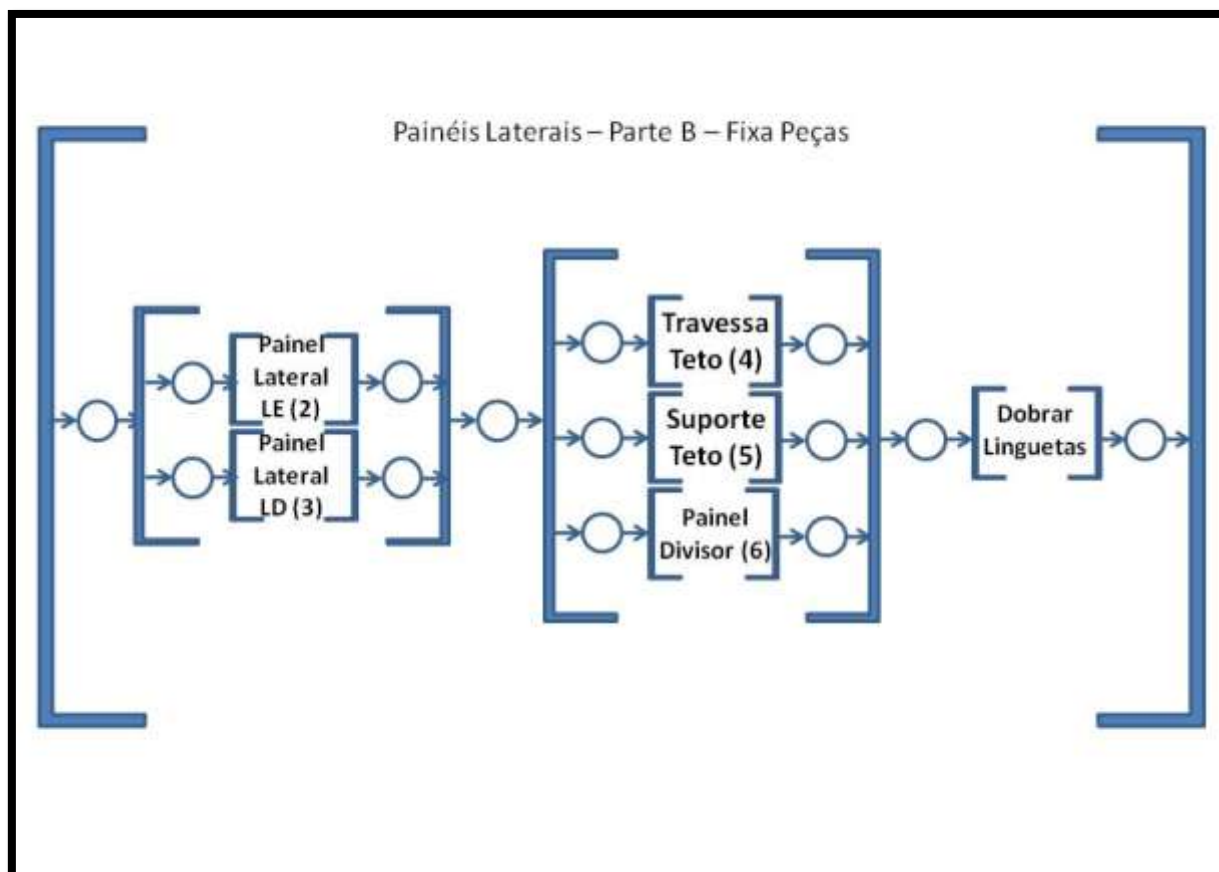 Painéis Laterais – Parte B – Fixa Peças
Painel
Lateral
LE (2)
Painel
Lateral
LD (3)
Travessa
Teto (4)
Suporte
Teto (5)
Painel
Divisor (6)
Dobrar
Linguetas